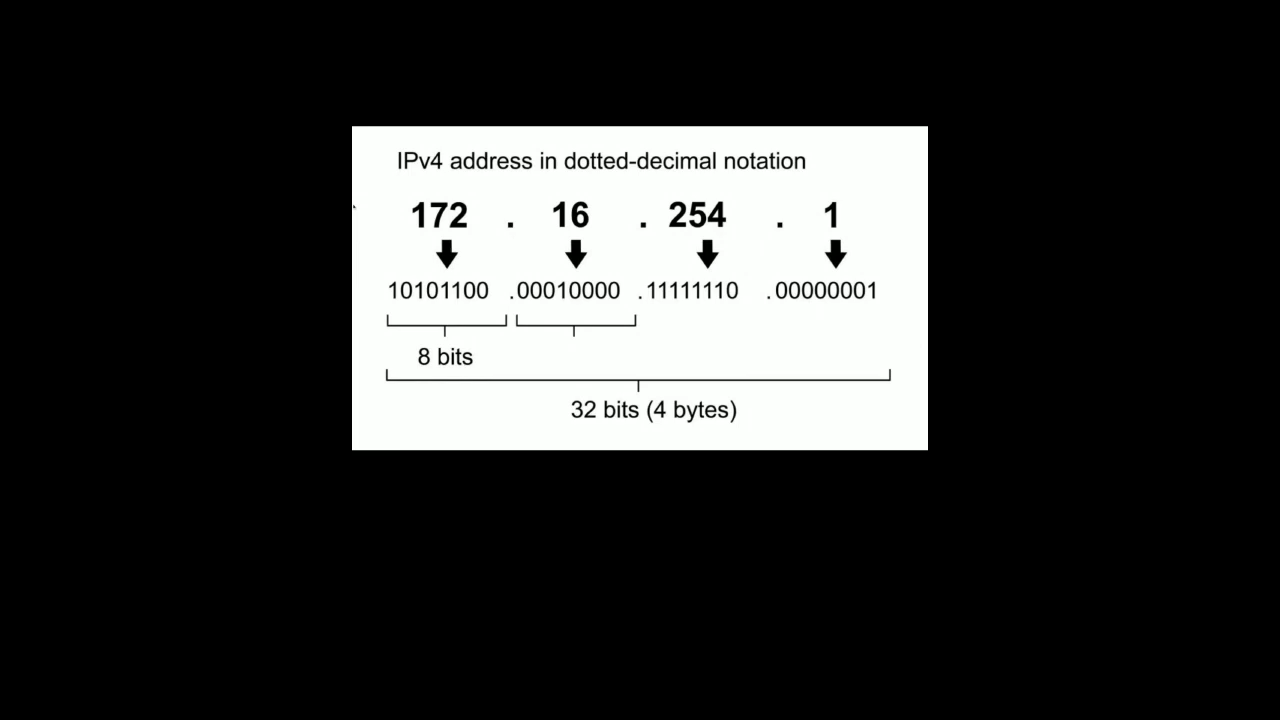 IPv4 address in dotted-decimal notation
172 . 16 . 254 . 1
10101100 .00010000 .11111110 .00000001
8 bits
32 bits (4 bytes)